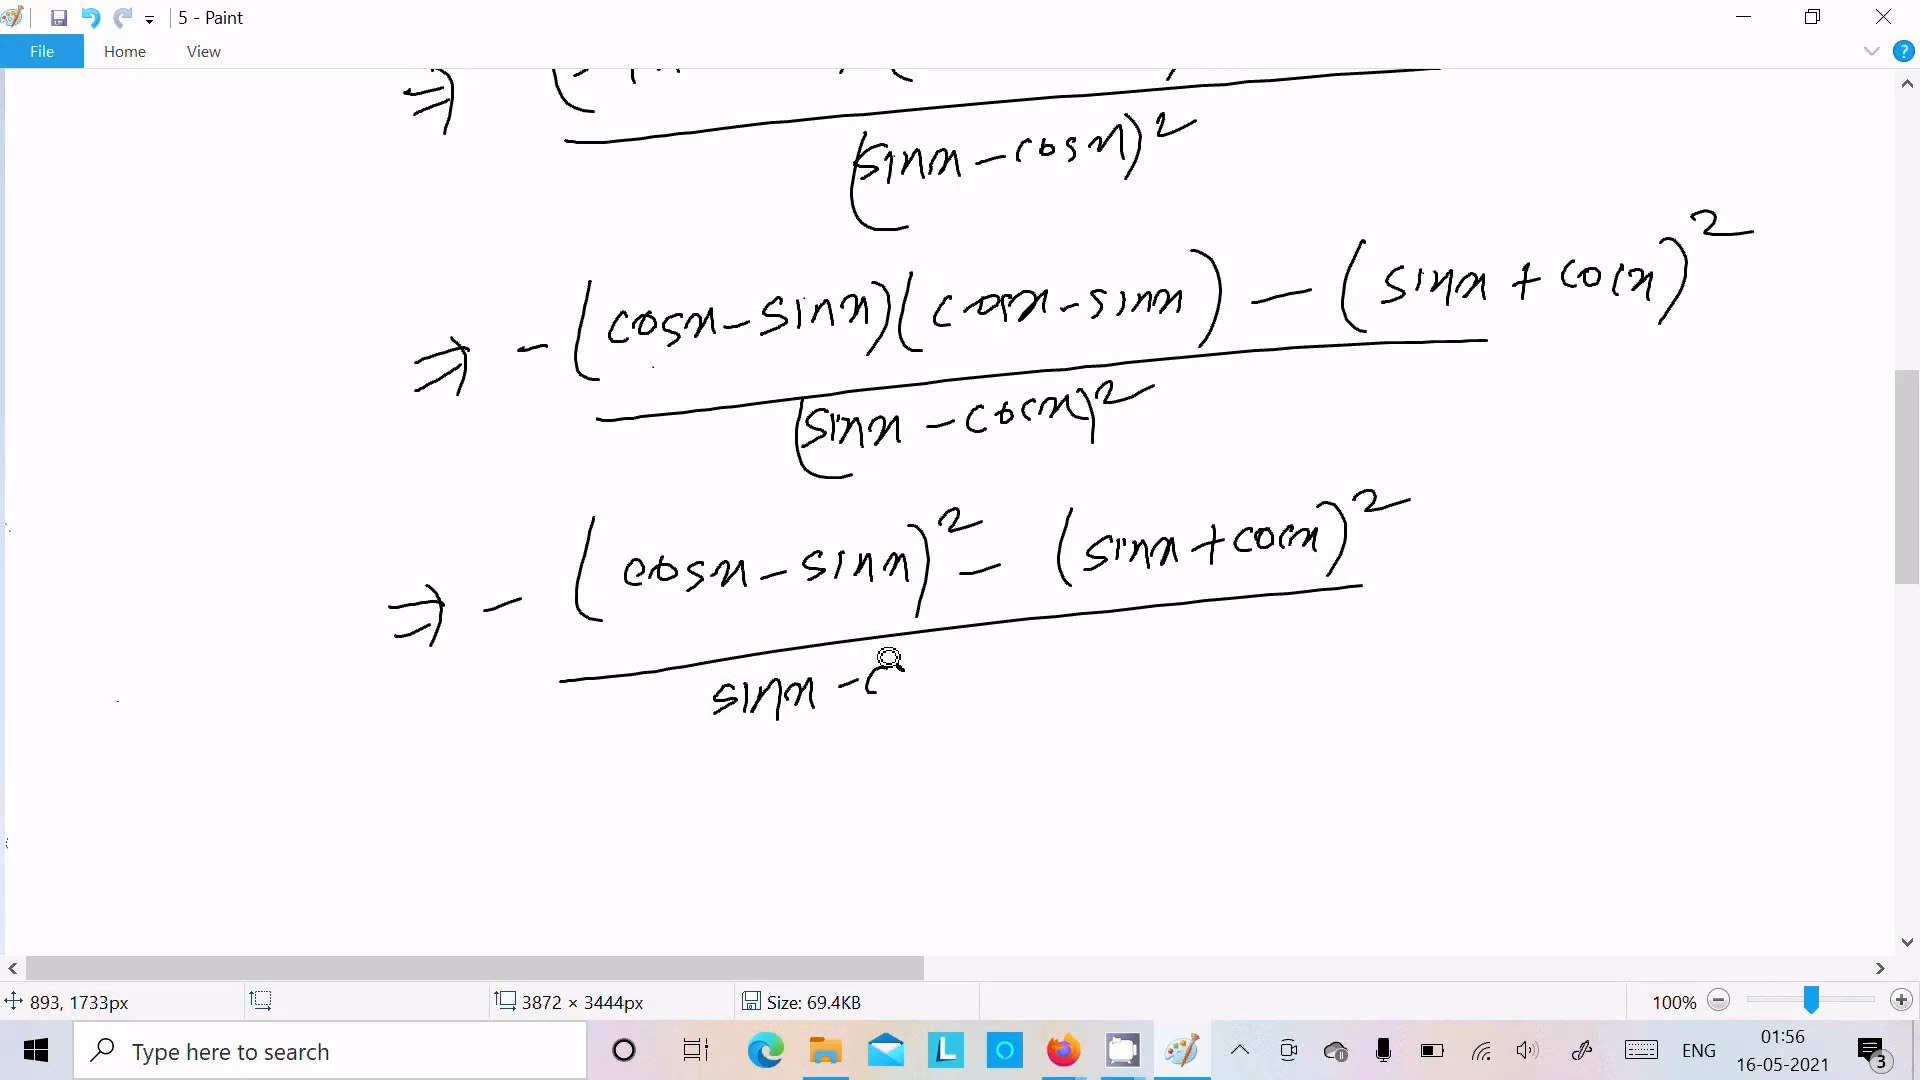 5 - Paint
File Home View
⇒
(sinx - cosx)²
⇒ - (cosx - sinx)(cosx - sinx) - (sinx + cosx)²
(sinx - cosx)²
⇒ - (cosx - sinx)² - (sinx + cosx)²
sinx - c
893, 1733px 3872 × 3444px Size: 69.4KB 100%
Type here to search L O ENG 01:56
16-05-2021 3